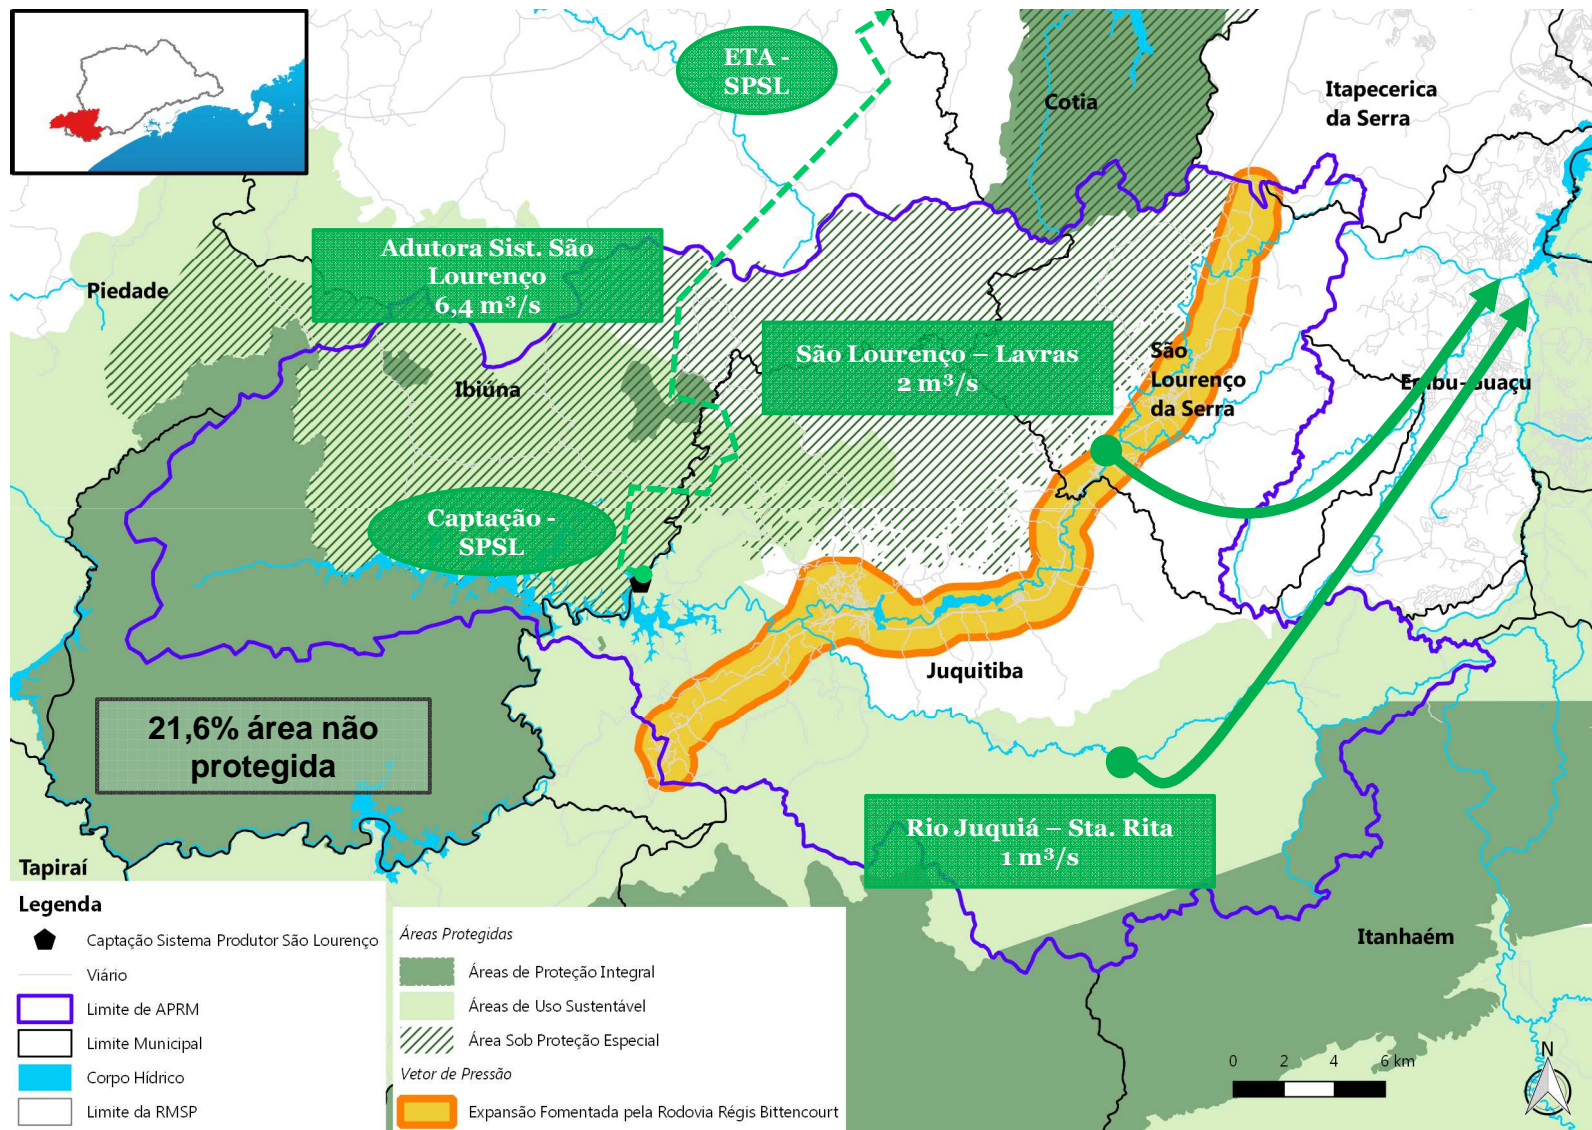 ETA -
SPSL
Cotia
Itapecerica
da Serra
Adutora Sist. São
Lourenço
6,4 m³/s
Piedade
São Lourenço – Lavras
2 m³/s
São
Lourenço
da Serra
Embu-Guaçu
Ibiúna
Captação -
SPSL
Juquitiba
21,6% área não
protegida
Rio Juquiá – Sta. Rita
1 m³/s
Tapiraí
Itanhaém
Legenda
Captação Sistema Produtor São Lourenço
Viário
Limite de APRM
Limite Municipal
Corpo Hídrico
Limite da RMSP
Áreas Protegidas
Áreas de Proteção Integral
Áreas de Uso Sustentável
Área Sob Proteção Especial
Vetor de Pressão
Expansão Fomentada pela Rodovia Régis Bittencourt
0 2 4 6 km
N